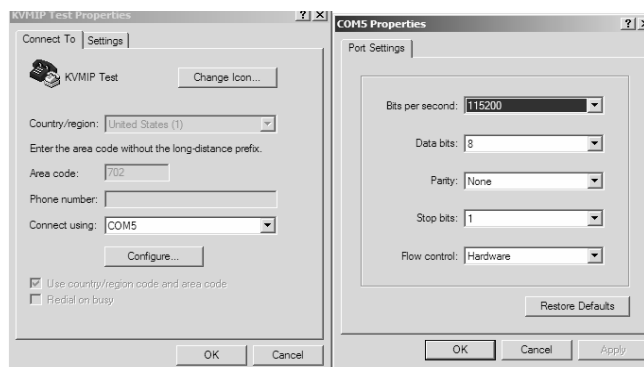 KVMIP Test Properties
Connect To
Settings
KVMIP Test
Change Icon...
Country/region:
United States (1)
Enter the area code without the long-distance prefix.
Area code:
702
Phone number:
Connect using:
COM5
Configure...
Use country/region code and area code
Redial on busy
OK
Cancel
COM5 Properties
Port Settings
Bits per second:
115200
Data bits:
8
Parity:
None
Stop bits:
1
Flow control:
Hardware
Restore Defaults
OK
Cancel
Apply